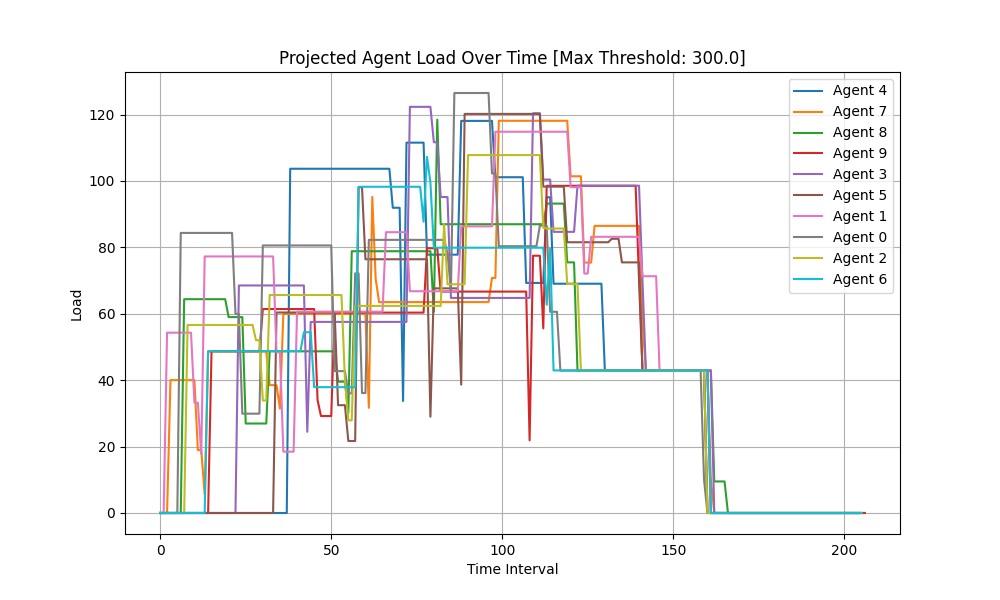 Projected Agent Load Over Time [Max Threshold: 300.0]
Load
120
100
80
60
40
20
0
0 50 100 150 200
Time Interval
Agent 4
Agent 7
Agent 8
Agent 9
Agent 3
Agent 5
Agent 1
Agent 0
Agent 2
Agent 6